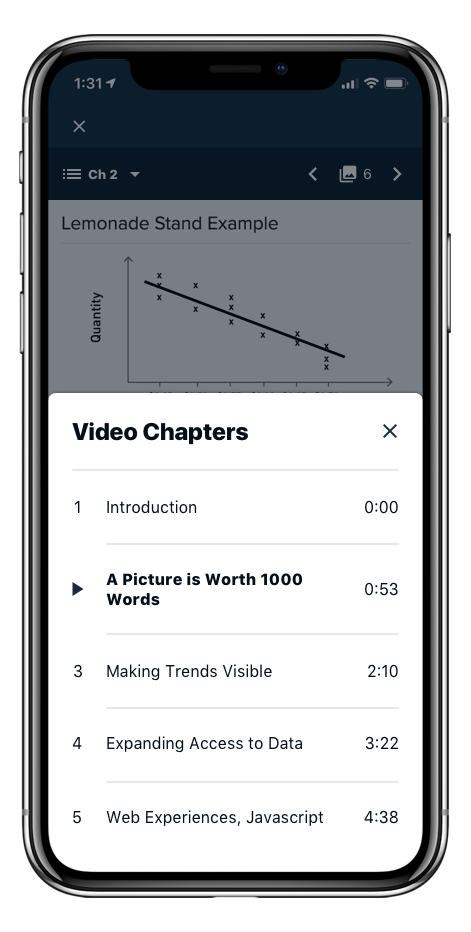 1:31
Ch 2
6
Lemonade Stand Example
Quantity
Video Chapters
1 Introduction 0:00
A Picture is Worth 1000
Words
0:53
3 Making Trends Visible 2:10
4 Expanding Access to Data 3:22
5 Web Experiences, Javascript 4:38